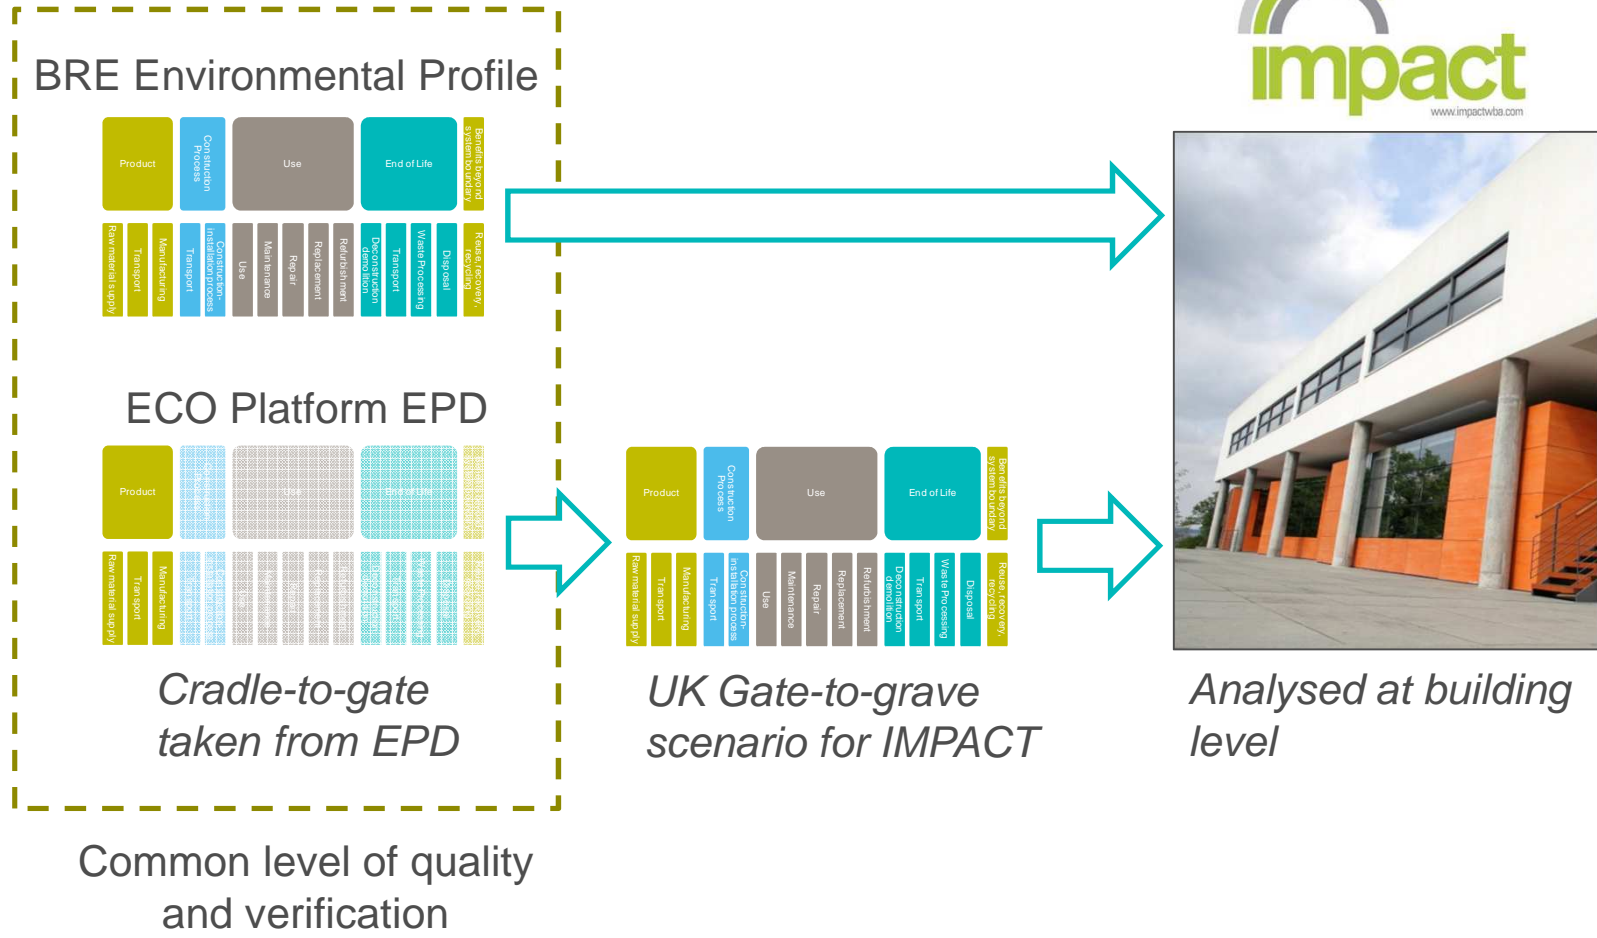 impact
www.impactwba.com
BRE Environmental Profile
Product
Construction
Process
Use
End of Life
Benefits beyond
system boundary
Raw material supply
Transport
Manufacturing
Transport
Construction-
installation process
Use
Maintenance
Repair
Replacement
Refurbishment
Deconstruction
demolition
Transport
Waste Processing
Disposal
Reuse, recovery,
recycling
ECO Platform EPD
Product
Use
End of Life
Raw material supply
Transport
Manufacturing
Product
Construction
Process
Use
End of Life
Benefits beyond
system boundary
Raw material supply
Transport
Manufacturing
Transport
Construction-
installation process
Use
Maintenance
Repair
Replacement
Refurbishment
Deconstruction
demolition
Transport
Waste Processing
Disposal
Reuse, recovery,
recycling
Cradle-to-gate
taken from EPD
UK Gate-to-grave
scenario for IMPACT
Analysed at building
level
Common level of quality
and verification